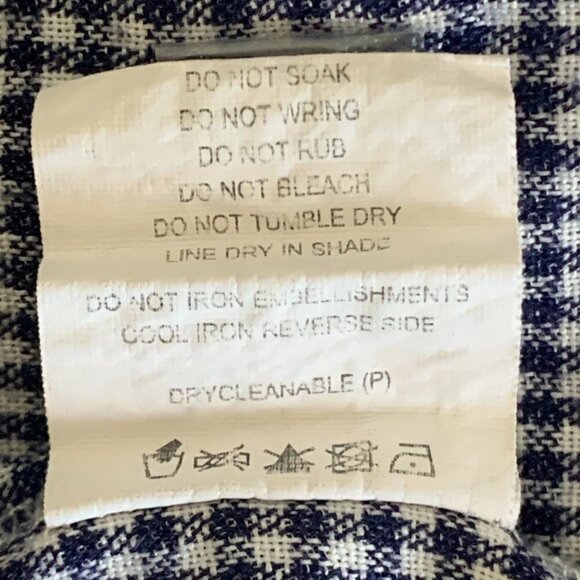 DO NOT SOAK
DO NOT WRING
DO NOT RUB
DO NOT BLEACH
DO NOT TUMBLE DRY
LINE DRY IN SHADE
DO NOT IRON EMBELLISHMENTS
COOL IRON REVERSE SIDE
DRYCLEANABLE (P)